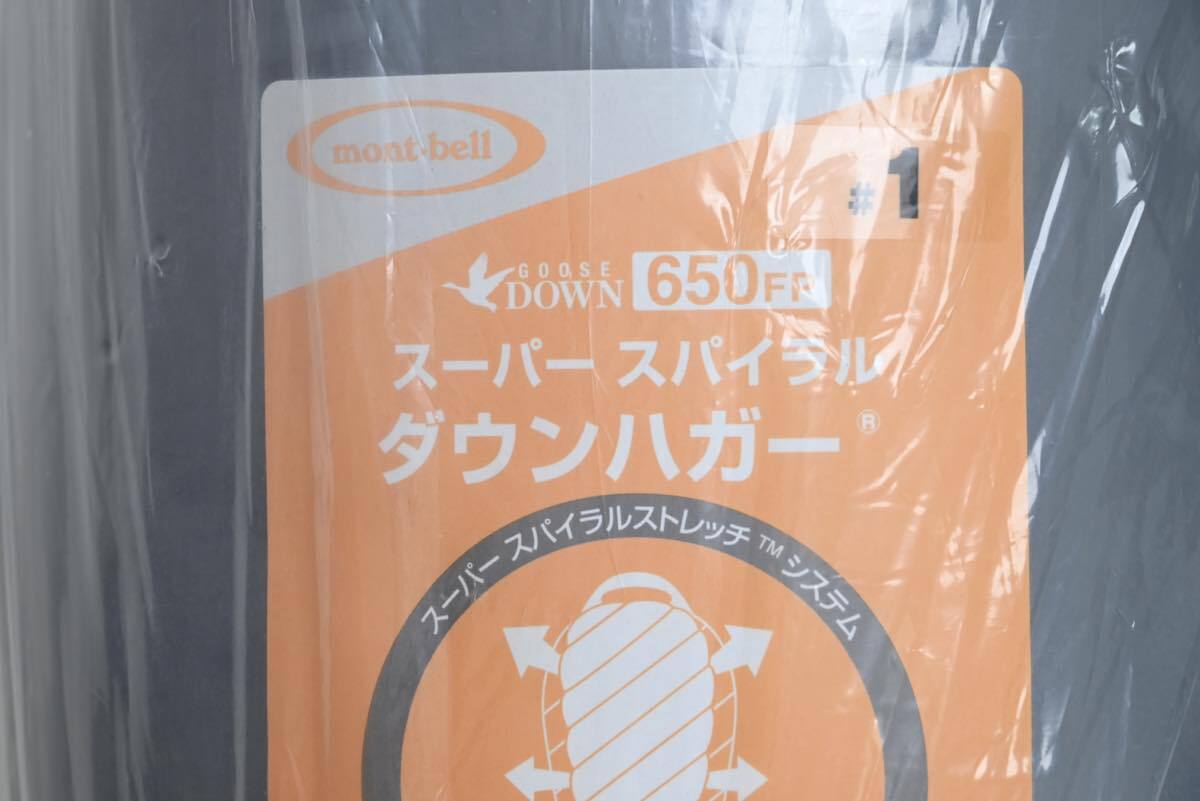 mont-bell
#1
GOOSE
DOWN 650FP
スーパー スパイラル
ダウンハガー®
スーパー スパイラルストレッチ™システム